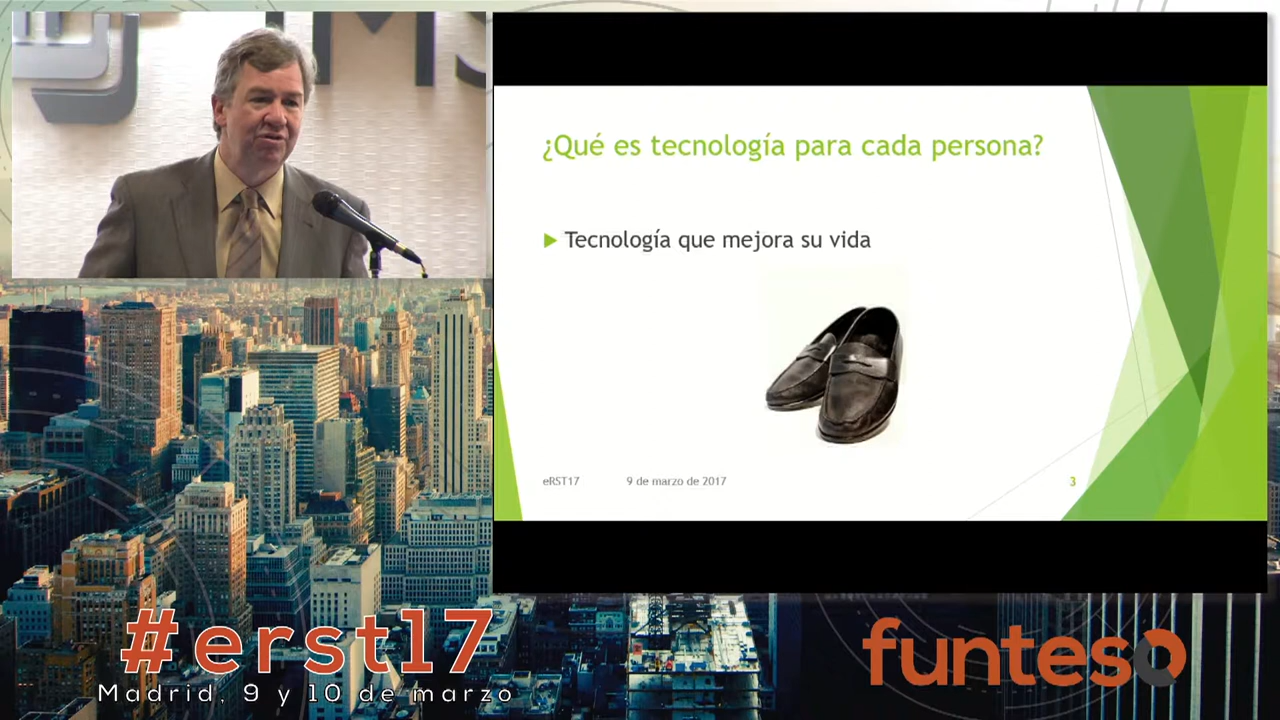 MS
¿Qué es tecnología para cada persona?
Tecnología que mejora su vida
eRST17
9 de marzo de 2017
3
#erst17
Madrid, 9 y 10 de marzo
funteso